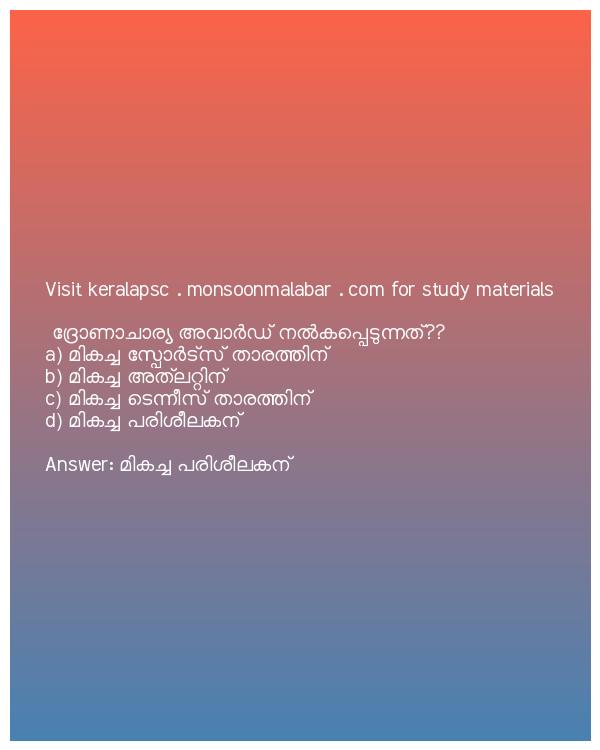 Visit keralapsc . monsoonmalabar . com for study materials
ദ്രോണാചാര്യ അവാർഡ് നൽകപ്പെടുന്നത്??
a) മികച്ച സ്പോർട്സ് താരത്തിന്
b) മികച്ച അത്‌ലറ്റിന്
c) മികച്ച ടെന്നീസ് താരത്തിന്
d) മികച്ച പരിശീലകന്
Answer: മികച്ച പരിശീലകന്